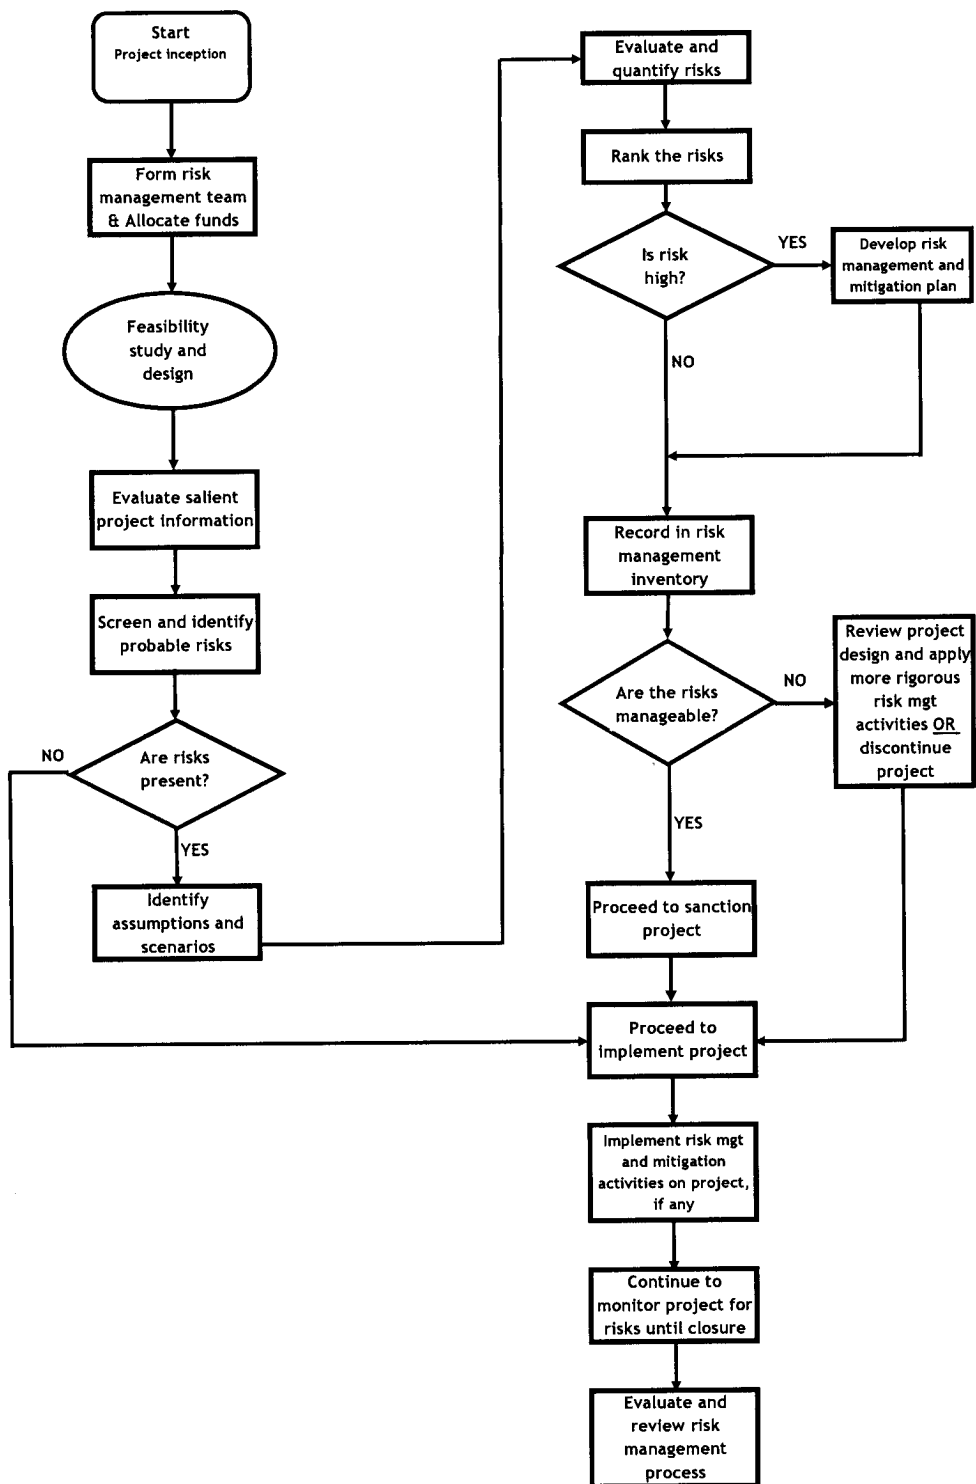 Start
Project inception
Form risk
management team
& Allocate funds
Feasibility
study and
design
Evaluate salient
project information
Screen and identify
probable risks
NO
Are risks
present?
YES
Identify
assumptions and
scenarios
Evaluate and
quantify risks
Rank the risks
Is risk
high?
YES
Develop risk
management and
mitigation plan
NO
Record in risk
management
inventory
Are the risks
manageable?
NO
Review project
design and apply
more rigorous
risk mgt
activities OR
discontinue
project
YES
Proceed to sanction
project
Proceed to
implement project
Implement risk mgt
and mitigation
activities on project,
if any
Continue to
monitor project for
risks until closure
Evaluate and
review risk
management
process